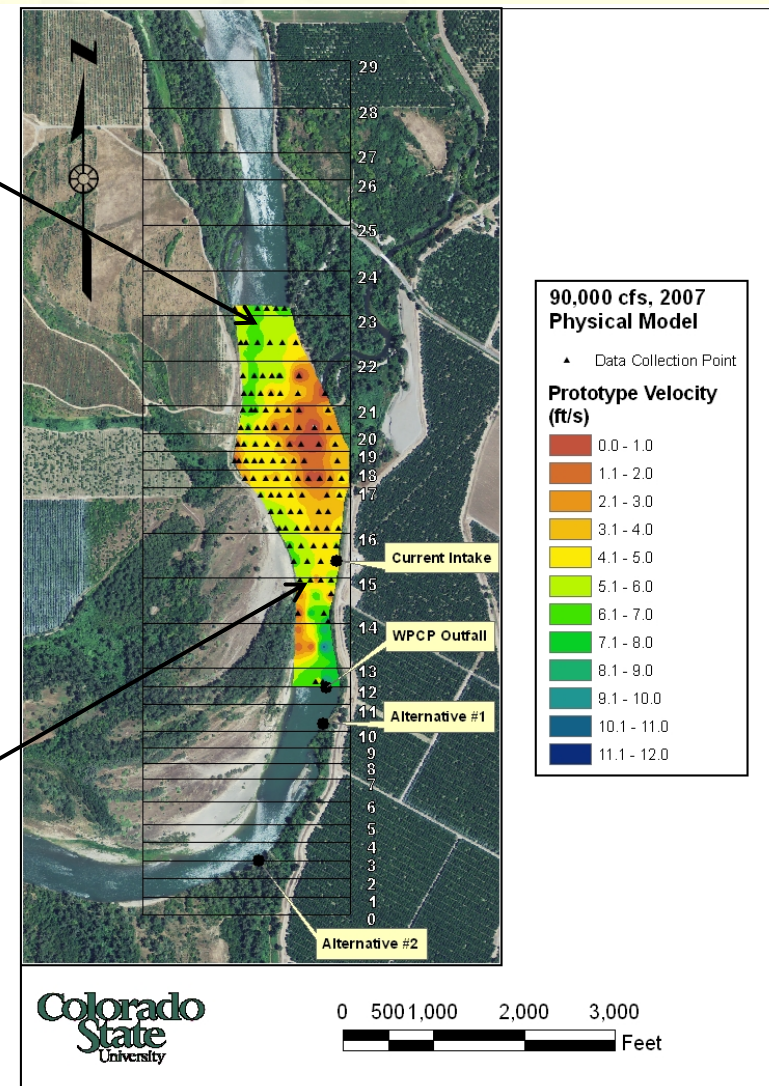 N
29
28
27
26
25
24
23
22
21
20
19
18
17
16
Current Intake
15
14
WPCP Outfall
13
12
11
Alternative #1
10
9
8
7
6
5
4
3
2
1
0
Alternative #2
90,000 cfs, 2007
Physical Model
Data Collection Point
Prototype Velocity
(ft/s)
0.0 - 1.0
1.1 - 2.0
2.1 - 3.0
3.1 - 4.0
4.1 - 5.0
5.1 - 6.0
6.1 - 7.0
7.1 - 8.0
8.1 - 9.0
9.1 - 10.0
10.1 - 11.0
11.1 - 12.0
Colorado
State
University
0 500 1,000 2,000 3,000
Feet